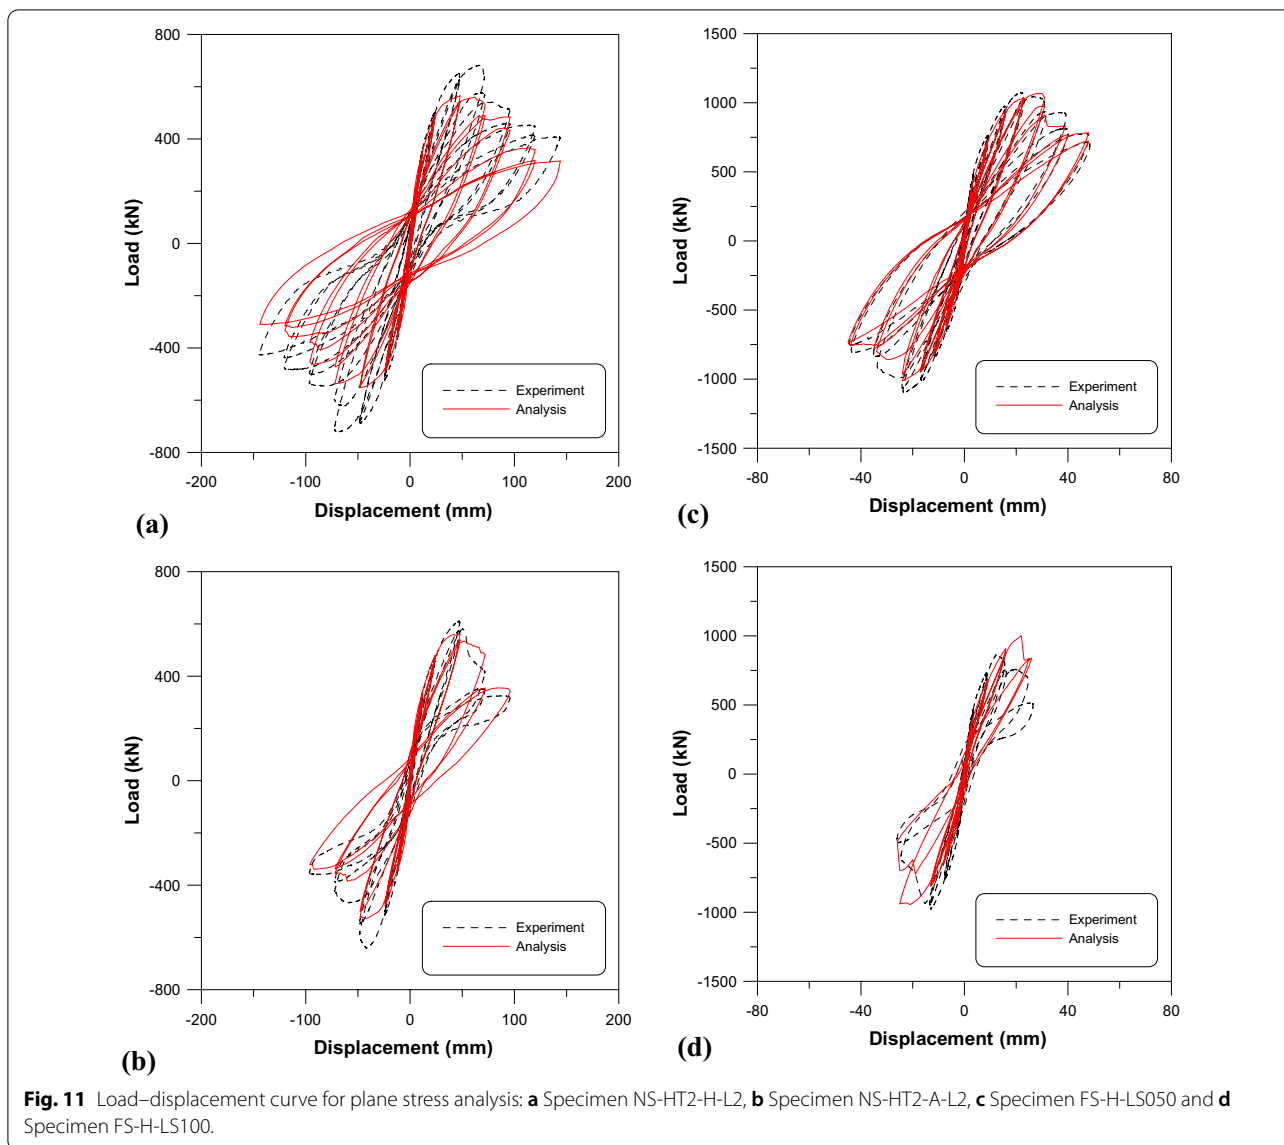 800
400
0
-400
-800
Load (kN)
-200
-100
0
100
200
Displacement (mm)
Experiment
Analysis
(a)
1500
1000
500
0
-500
-1000
-1500
Load (kN)
-80
-40
0
40
80
Displacement (mm)
Experiment
Analysis
(c)
800
400
0
-400
-800
Load (kN)
-200
-100
0
100
200
Displacement (mm)
Experiment
Analysis
(b)
1500
1000
500
0
-500
-1000
-1500
Load (kN)
-80
-40
0
40
80
Displacement (mm)
Experiment
Analysis
(d)
Fig. 11 Load–displacement curve for plane stress analysis: a Specimen NS-HT2-H-L2, b Specimen NS-HT2-A-L2, c Specimen FS-H-LS050 and d
Specimen FS-H-LS100.